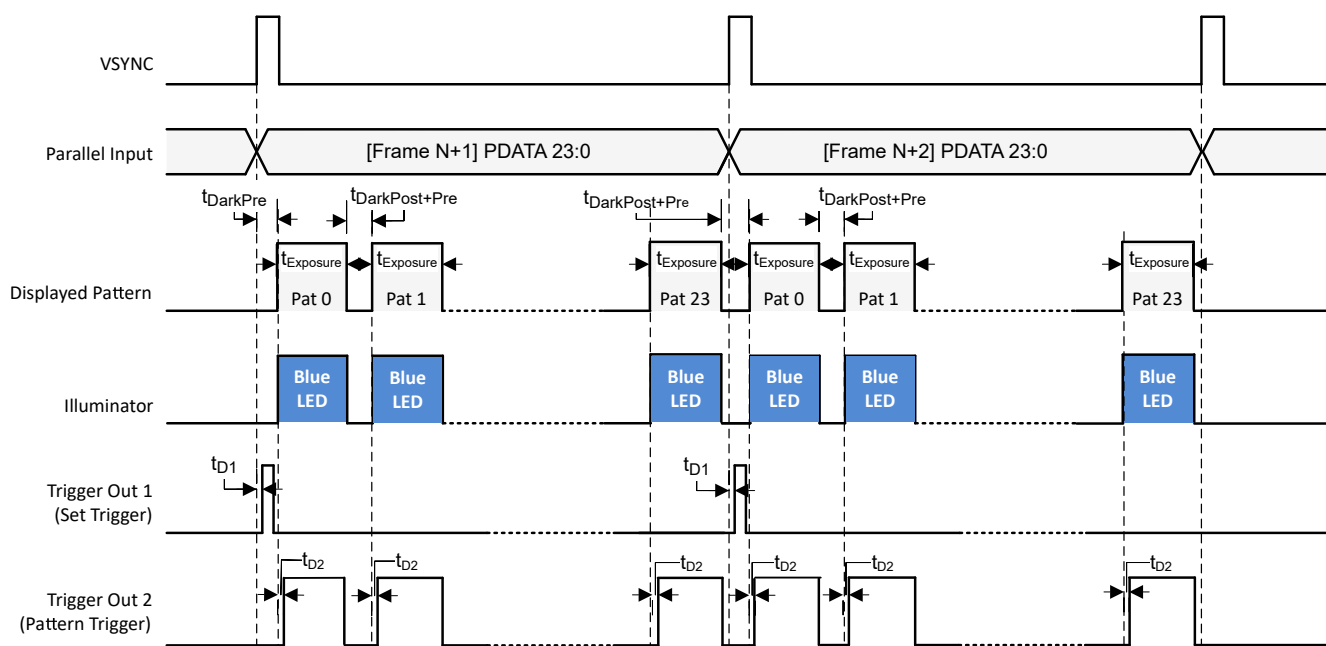 VSYNC
Parallel Input
[Frame N+1] PDATA 23:0
[Frame N+2] PDATA 23:0
tDarkPre
tDarkPost+Pre
tDarkPost+Pre
tDarkPost+Pre
Displayed Pattern
tExposure
tExposure
tExposure
tExposure
tExposure
tExposure
Pat 0
Pat 1
Pat 23
Pat 0
Pat 1
Pat 23
Illuminator
Blue
LED
Blue
LED
Blue
LED
Blue
LED
Blue
LED
Blue
LED
Trigger Out 1
(Set Trigger)
tD1
tD1
Trigger Out 2
(Pattern Trigger)
tD2
tD2
tD2
tD2
tD2
tD2